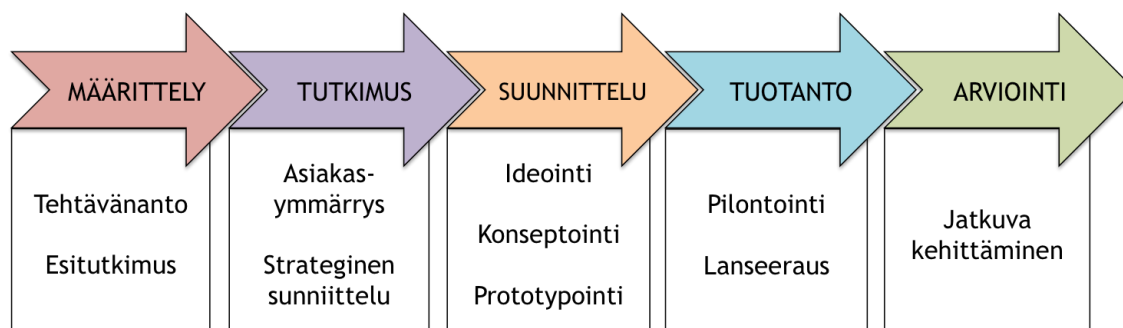 MÄÄRITTELY
TUTKIMUS
SUUNNITTELU
TUOTANTO
ARVIOINTI
Tehtävänanto
Esitutkimus
Asiakas-
ymmärrys
Strateginen
sunniittelu
Ideointi
Konseptointi
Prototypointi
Pilontointi
Lanseeraus
Jatkuva
kehittäminen